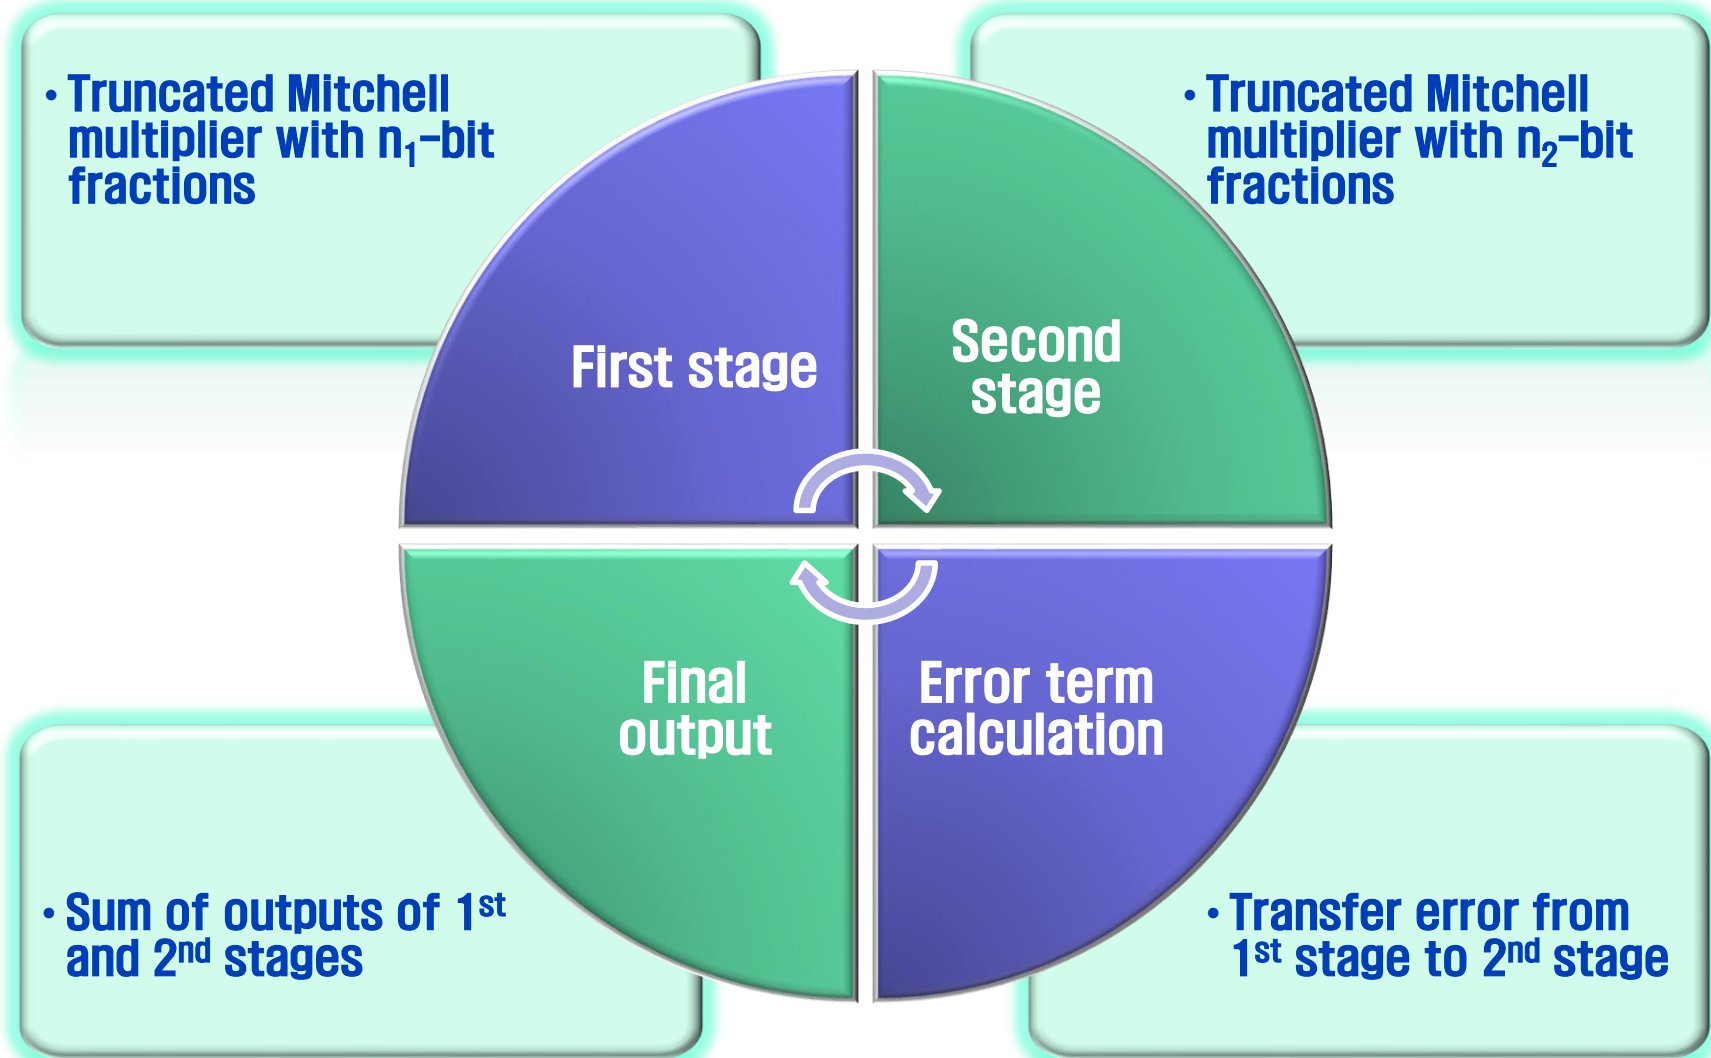 • Truncated Mitchell
multiplier with n₁-bit
fractions
• Truncated Mitchell
multiplier with n₂-bit
fractions
First stage
Second
stage
Final
output
Error term
calculation
• Sum of outputs of 1ˢᵗ
and 2ⁿᵈ stages
• Transfer error from
1ˢᵗ stage to 2ⁿᵈ stage